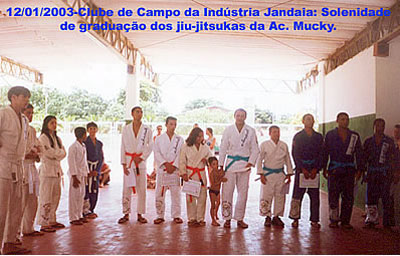 12/01/2003-Clube de Campo da Indústria Jandaia: Solenidade
de graduação dos jiu-jitsukas da Ac. Mucky.